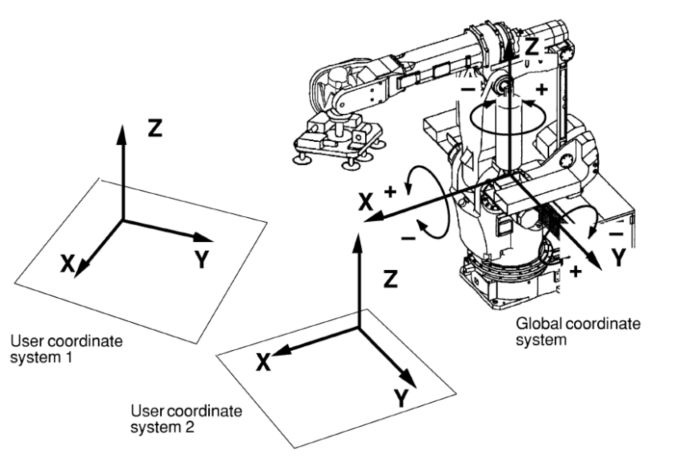 Z
− +
Z
X + −
− Y +
Z
X Y
User coordinate
system 1
Global coordinate
system
X Y
User coordinate
system 2